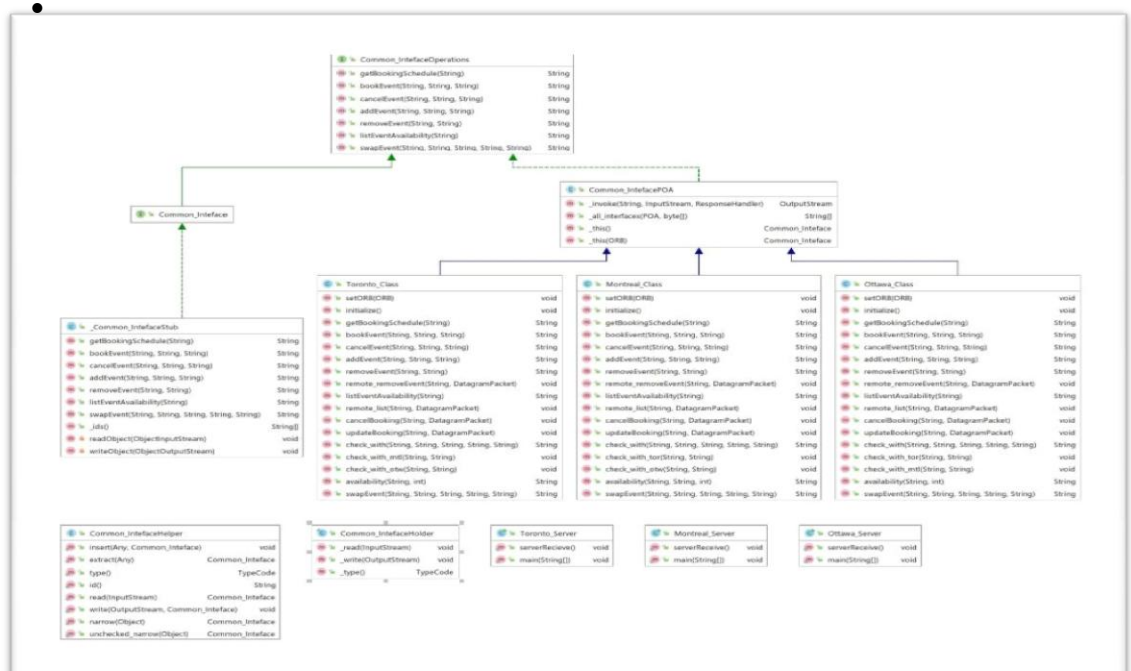 Common_IntefaceOperations
getBookingSchedule(String) String
bookEvent(String, String, String) String
cancelEvent(String, String, String) String
addEvent(String, String, String) String
removeEvent(String, String) String
listEventAvailability(String) String
swapEvent(String, String, String, String, String) String
Common_Inteface
Common_IntefacePOA
_invoke(String, InputStream, ResponseHandler) OutputStream
_all_interfaces(POA, byte[]) String[]
_this() Common_Inteface
_this(ORB) Common_Inteface
_Common_IntefaceStub
getBookingSchedule(String) String
bookEvent(String, String, String) String
cancelEvent(String, String, String) String
addEvent(String, String, String) String
removeEvent(String, String) String
listEventAvailability(String) String
swapEvent(String, String, String, String, String) String
_ids() String[]
readObject(ObjectInputStream) void
writeObject(ObjectOutputStream) void
Toronto_Class
setORB(ORB) void
initialize() void
getBookingSchedule(String) String
bookEvent(String, String, String) String
cancelEvent(String, String, String) String
addEvent(String, String, String) String
removeEvent(String, String) String
remote_removeEvent(String, DatagramPacket) void
listEventAvailability(String) String
remote_list(String, DatagramPacket) void
cancelBooking(String, DatagramPacket) void
updateBooking(String, DatagramPacket) void
check_with(String, String, String, String, String) String
check_with_mtl(String, String) void
check_with_otw(String, String) void
availability(String, int) String
swapEvent(String, String, String, String, String) String
Montreal_Class
setORB(ORB) void
initialize() void
getBookingSchedule(String) String
bookEvent(String, String, String) String
cancelEvent(String, String, String) String
addEvent(String, String, String) String
removeEvent(String, String) String
remote_removeEvent(String, DatagramPacket) void
listEventAvailability(String) String
remote_list(String, DatagramPacket) void
cancelBooking(String, DatagramPacket) void
updateBooking(String, DatagramPacket) void
check_with(String, String, String, String, String) String
check_with_tor(String, String) void
check_with_otw(String, String) void
availability(String, String, int) String
swapEvent(String, String, String, String, String) String
Ottawa_Class
setORB(ORB) void
initialize() void
getBookingSchedule(String) String
bookEvent(String, String, String) String
cancelEvent(String, String, String) String
addEvent(String, String, String) String
removeEvent(String, String) String
remote_removeEvent(String, DatagramPacket) void
listEventAvailability(String) String
remote_list(String, DatagramPacket) void
cancelBooking(String, DatagramPacket) void
updateBooking(String, DatagramPacket) void
check_with(String, String, String, String, String) String
check_with_tor(String, String) void
check_with_mtl(String, String) void
availability(String, int) String
swapEvent(String, String, String, String, String) String
Common_IntefaceHelper
insert(Any, Common_Inteface) void
extract(Any) Common_Inteface
type() TypeCode
id() String
read(InputStream) Common_Inteface
write(OutputStream, Common_Inteface) void
narrow(Object) Common_Inteface
unchecked_narrow(Object) Common_Inteface
Common_IntefaceHolder
_read(InputStream) void
_write(OutputStream) void
_type() TypeCode
Toronto_Server
serverRecieve() void
main(String[]) void
Montreal_Server
serverReceive() void
main(String[]) void
Ottawa_Server
serverReceive() void
main(String[]) void